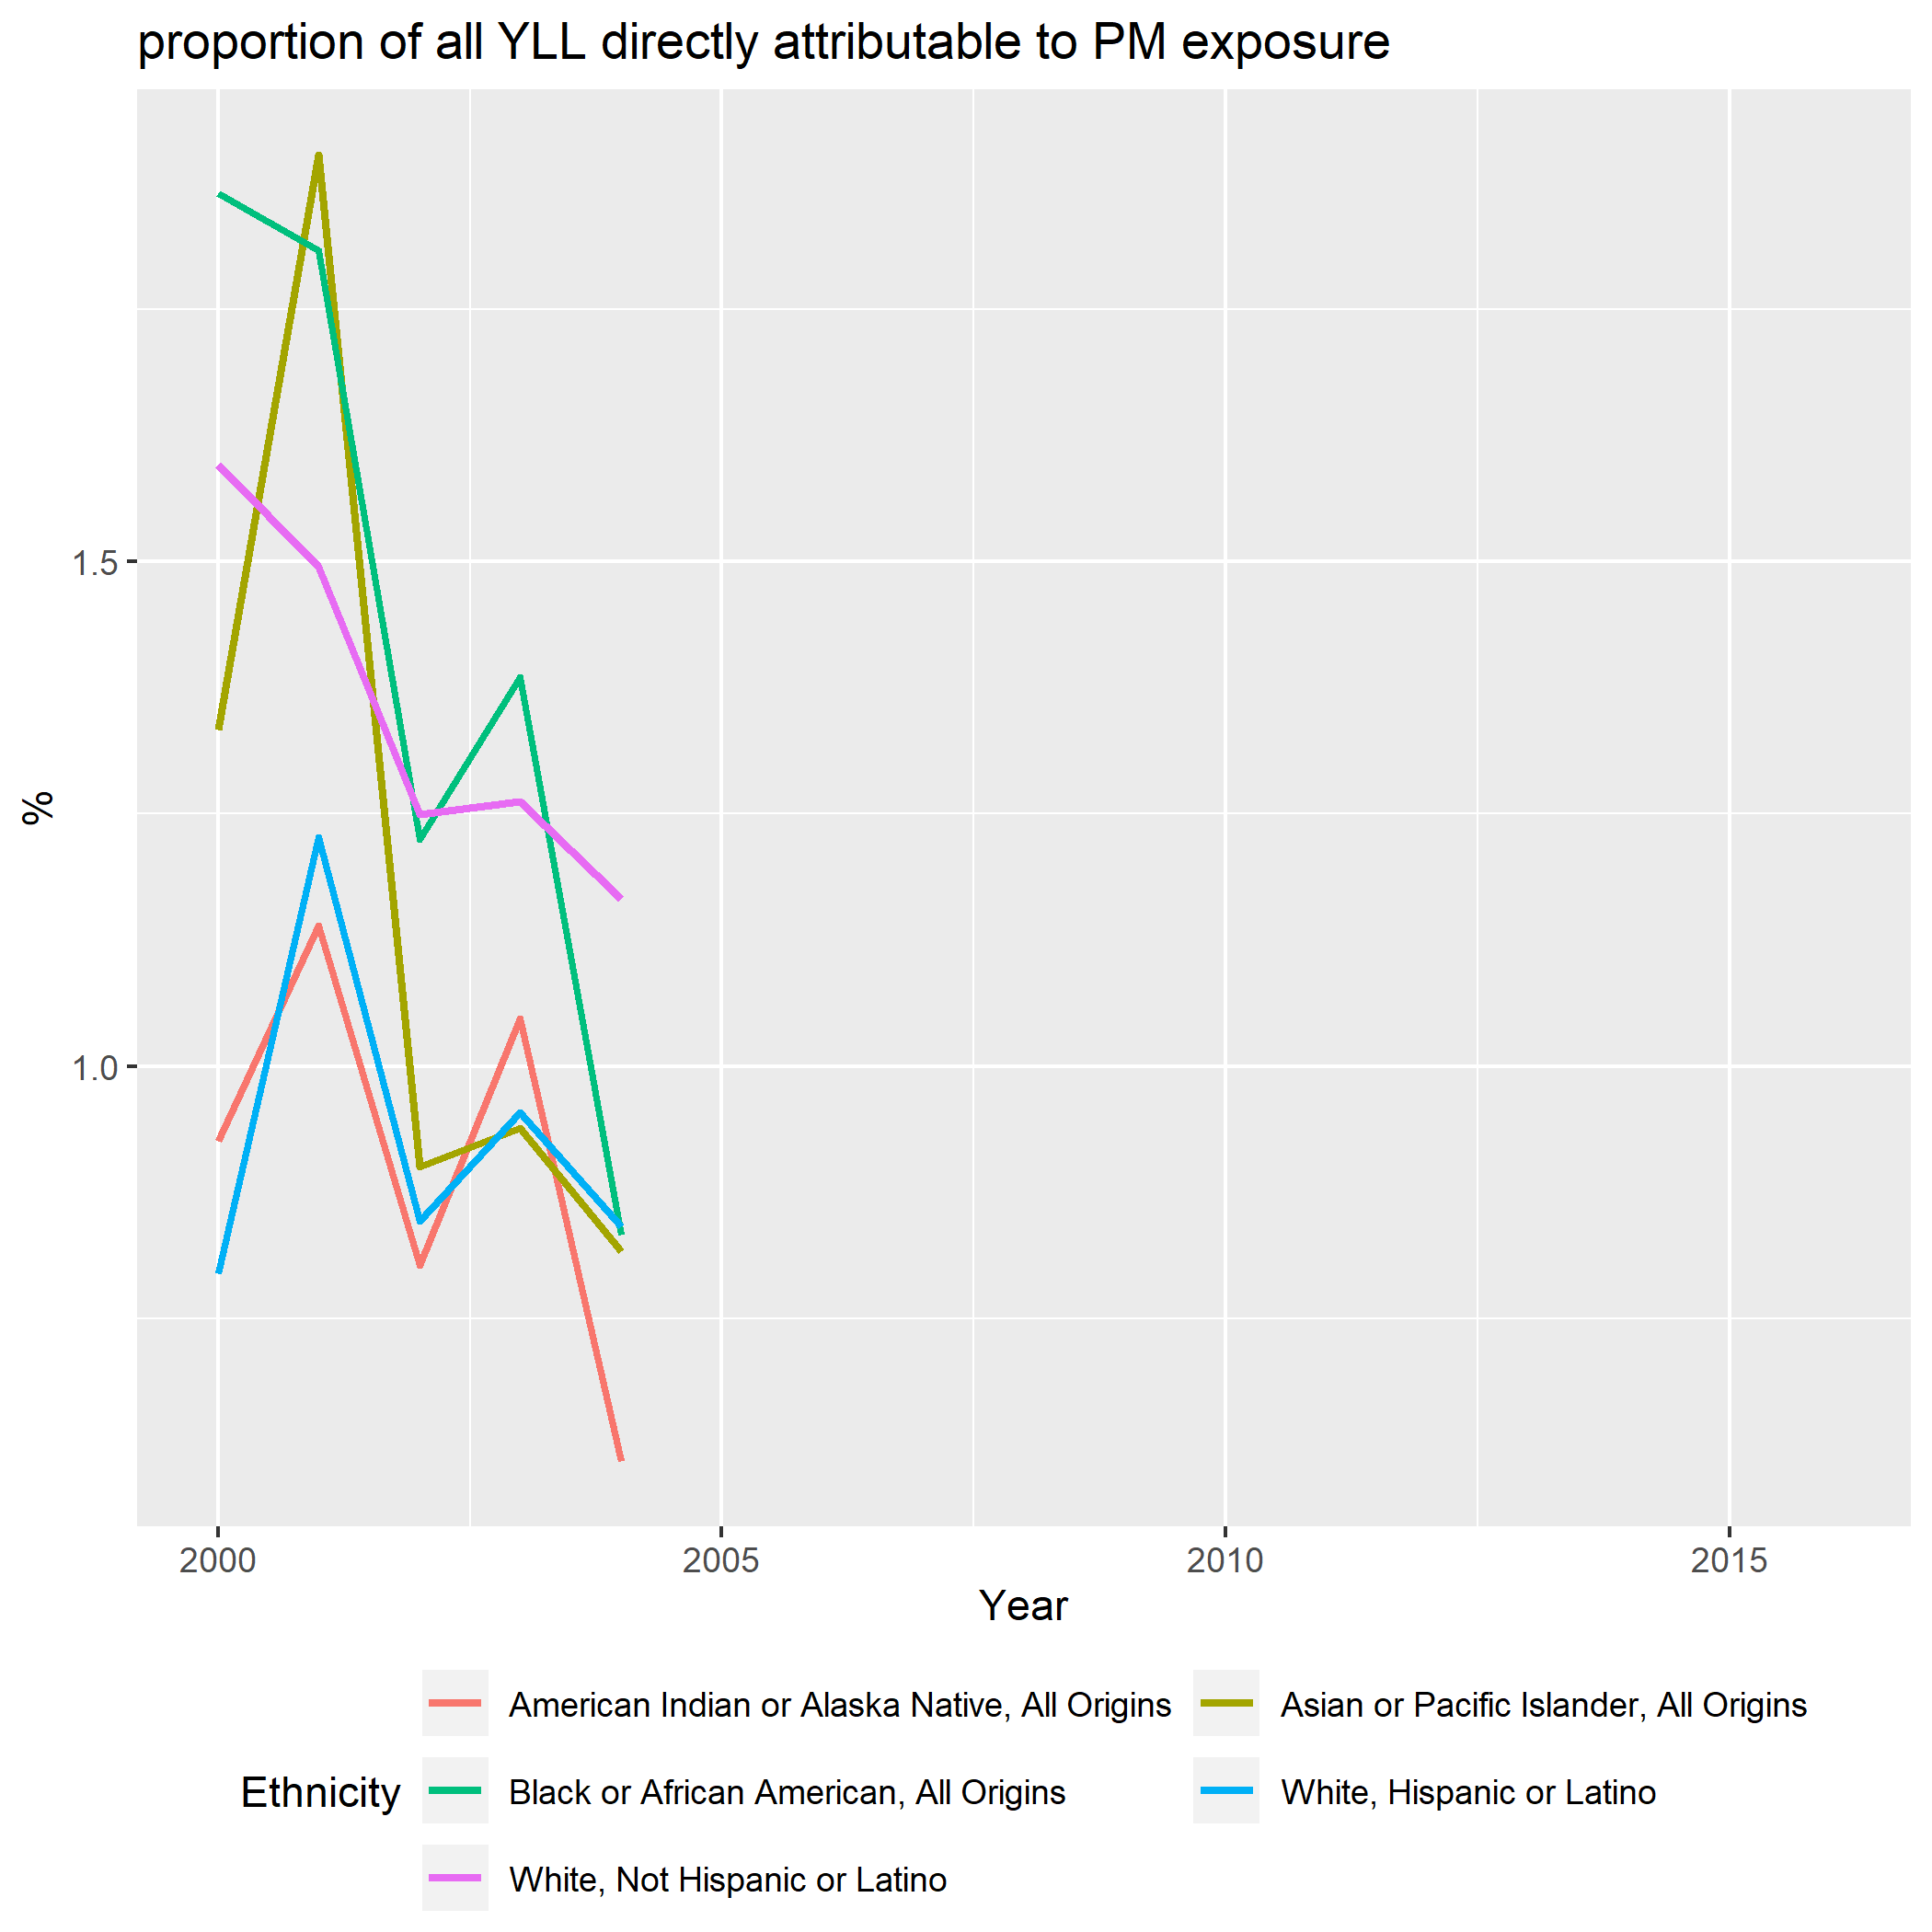 proportion of all YLL directly attributable to PM exposure
1.5
%
1.0
2000 2005 2010 2015
Year
American Indian or Alaska Native, All Origins Asian or Pacific Islander, All Origins
Ethnicity Black or African American, All Origins White, Hispanic or Latino
White, Not Hispanic or Latino